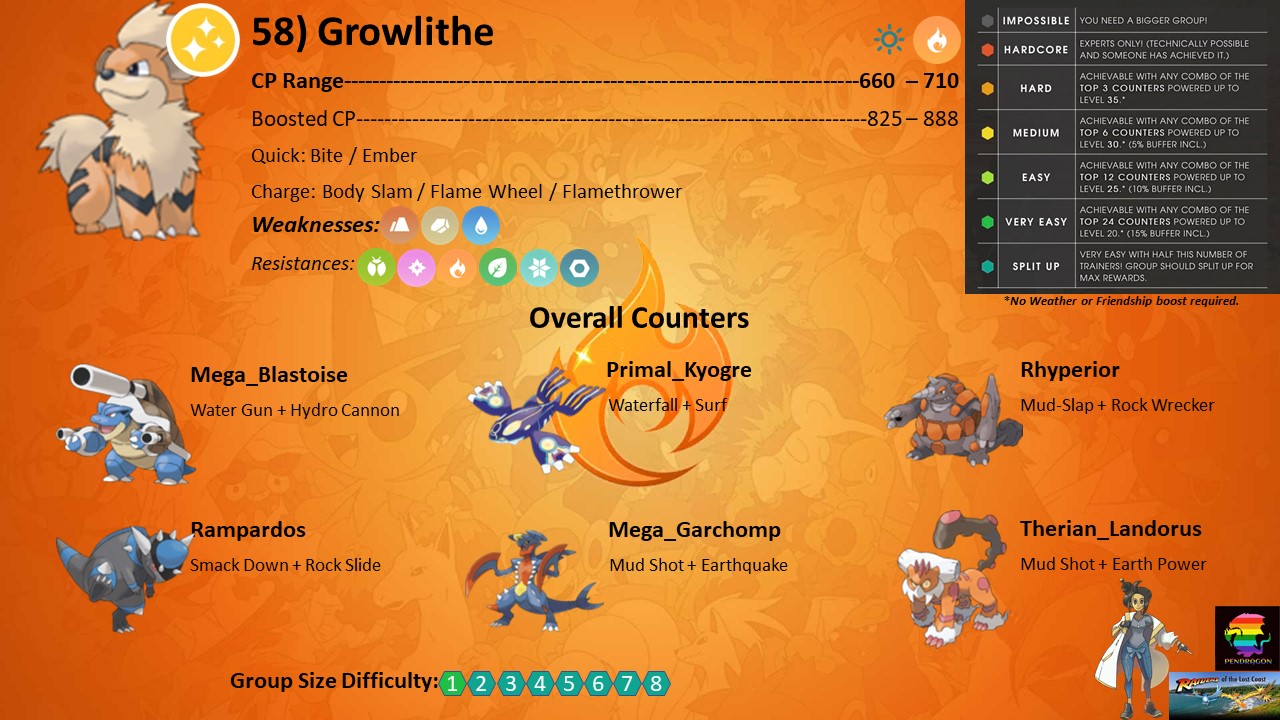 58) Growlithe
CP Range--------------------------------------------------------------------------660 – 710
Boosted CP-------------------------------------------------------------------------825 – 888
Quick: Bite / Ember
Charge: Body Slam / Flame Wheel / Flamethrower
Weaknesses:
Resistances:
IMPOSSIBLE YOU NEED A BIGGER GROUP!
HARDCORE EXPERTS ONLY! (TECHNICALLY POSSIBLE
AND SOMEONE HAS ACHIEVED IT.)
HARD ACHIEVABLE WITH ANY COMBO OF THE
TOP 3 COUNTERS POWERED UP TO
LEVEL 35.*
MEDIUM ACHIEVABLE WITH ANY COMBO OF THE
TOP 6 COUNTERS POWERED UP TO
LEVEL 30.* (5% BUFFER INCL.)
EASY ACHIEVABLE WITH ANY COMBO OF THE
TOP 12 COUNTERS POWERED UP TO
LEVEL 25.* (10% BUFFER INCL.)
VERY EASY ACHIEVABLE WITH ANY COMBO OF THE
TOP 24 COUNTERS POWERED UP TO
LEVEL 20.* (15% BUFFER INCL.)
SPLIT UP VERY EASY WITH HALF THIS NUMBER OF
TRAINERS! GROUP SHOULD SPLIT UP FOR
MAX REWARDS.
*No Weather or Friendship boost required.
Overall Counters
Mega_Blastoise
Water Gun + Hydro Cannon
Primal_Kyogre
Waterfall + Surf
Rhyperior
Mud-Slap + Rock Wrecker
Rampardos
Smack Down + Rock Slide
Mega_Garchomp
Mud Shot + Earthquake
Therian_Landorus
Mud Shot + Earth Power
Group Size Difficulty: 1 2 3 4 5 6 7 8
PENDRAGON
RAIDERS of the Lost Coast